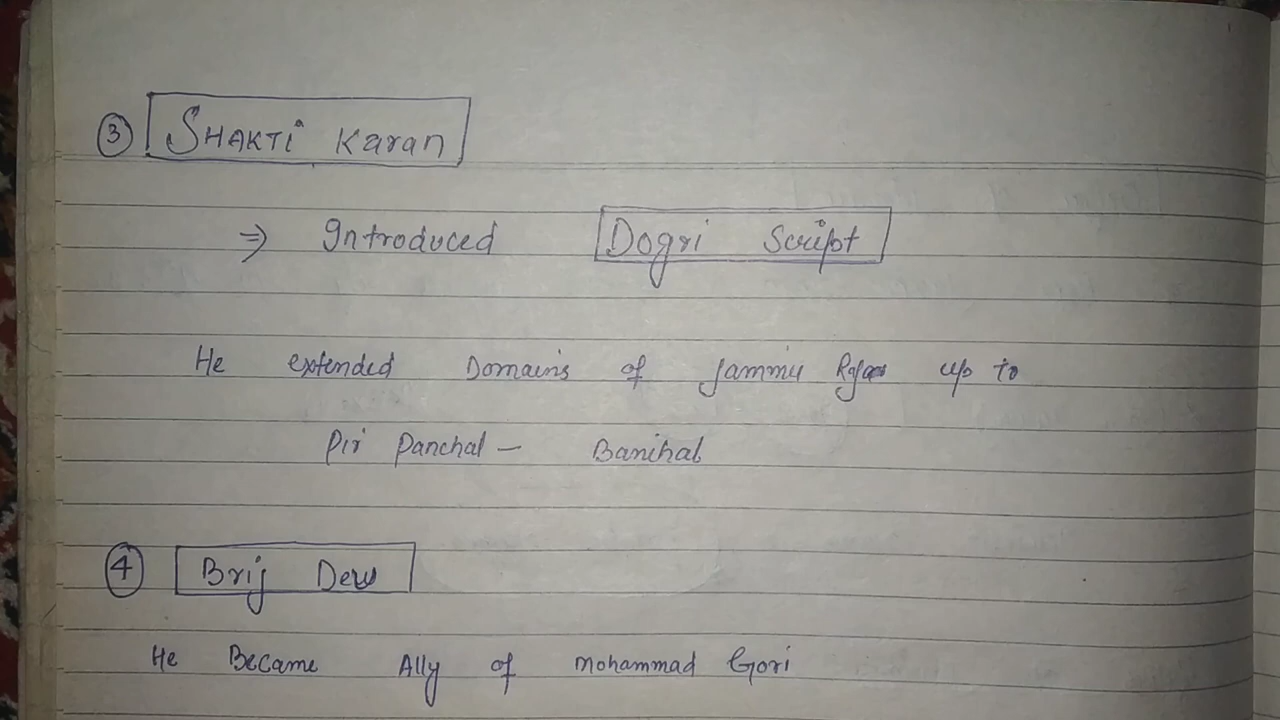 ③ SHAKTi Karan
⇒ Introduced Dogri Script
He extended Domains of Jammu Rajas up to
Pir Panchal - Banihal
④ Brij Dew
He Became Ally of Mohammad Gori